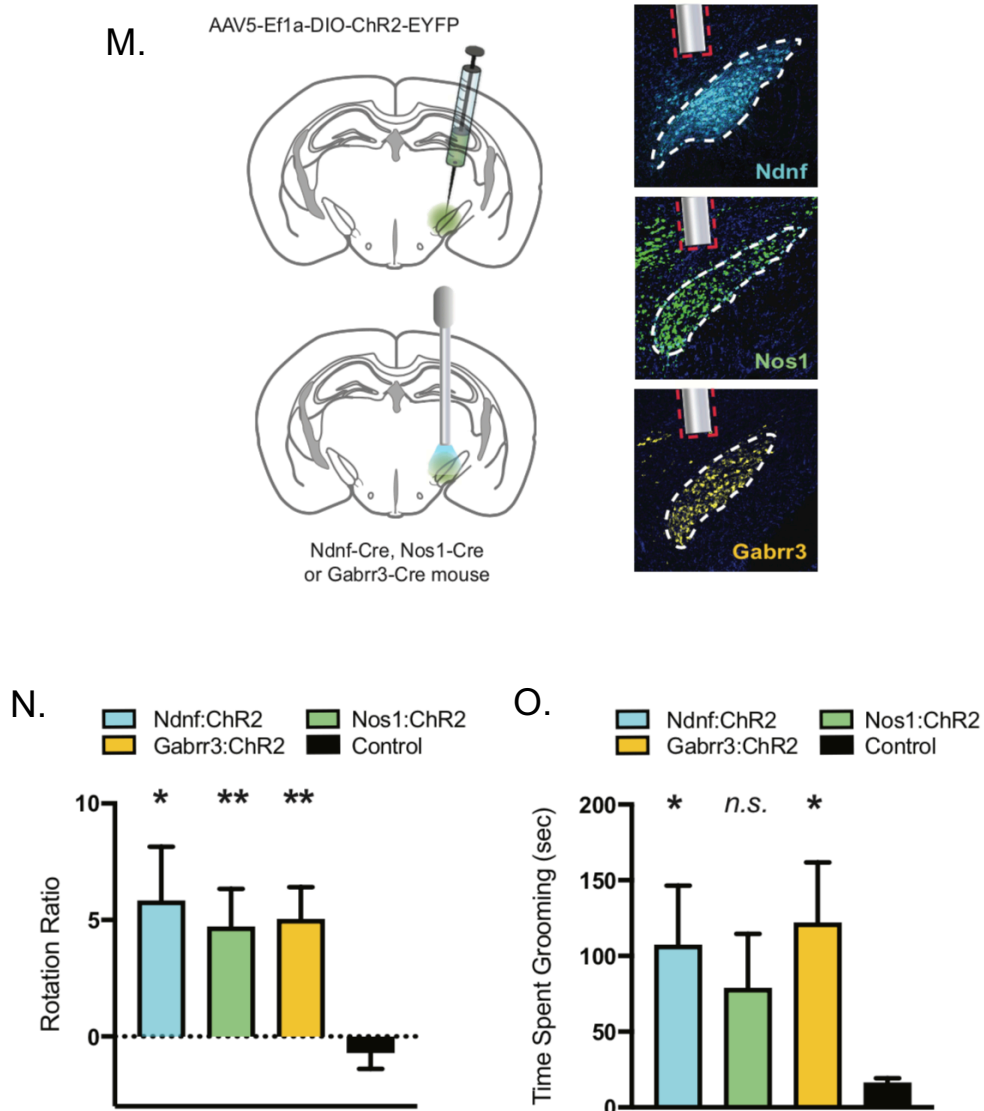 M.
AAV5-Ef1a-DIO-ChR2-EYFP
Ndnf
Nos1
Gabrr3
Ndnf-Cre, Nos1-Cre
or Gabrr3-Cre mouse
N.
Ndnf:ChR2 Nos1:ChR2
Gabrr3:ChR2 Control
* ** **
10
5
0
Rotation Ratio
O.
Ndnf:ChR2 Nos1:ChR2
Gabrr3:ChR2 Control
* n.s. *
200
150
100
50
0
Time Spent Grooming (sec)